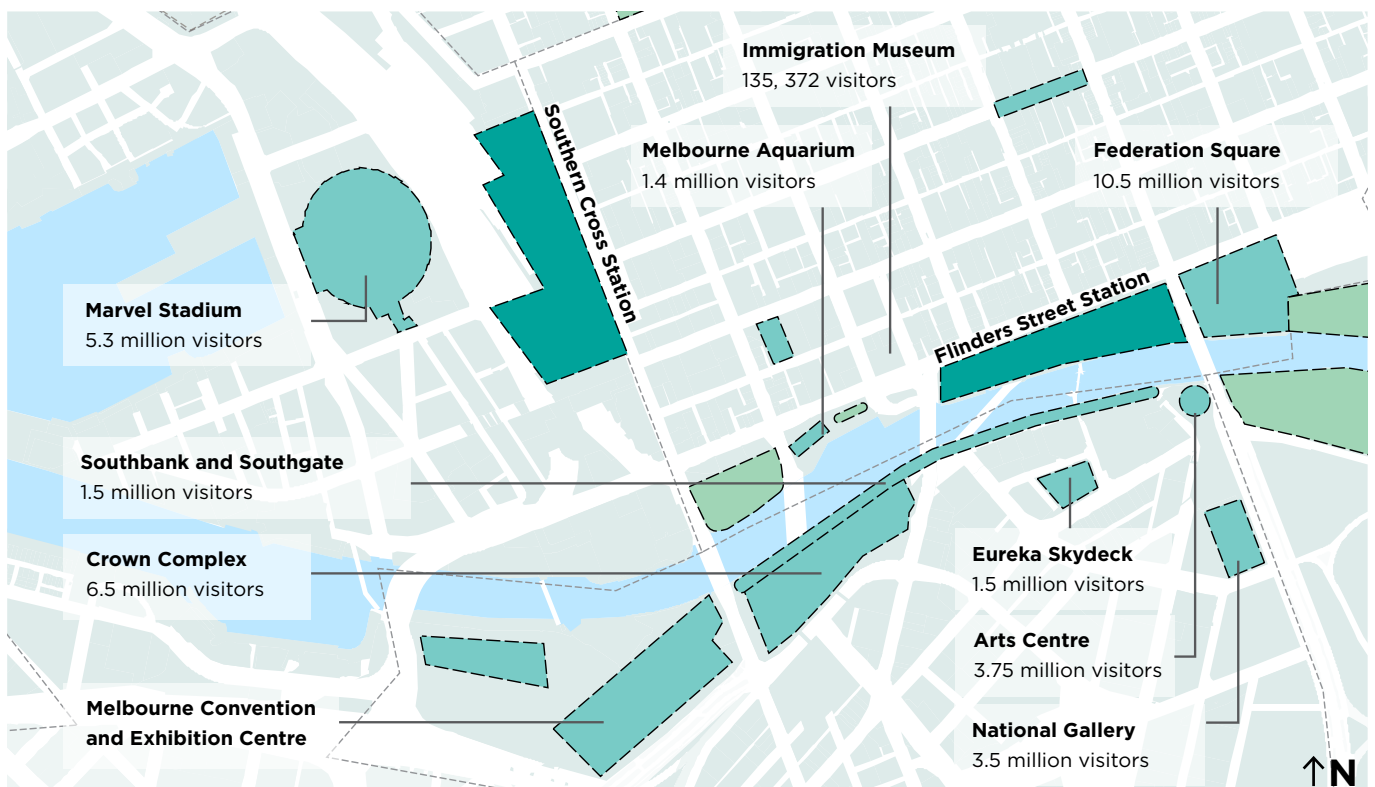 Immigration Museum
135, 372 visitors
Southern Cross Station
Melbourne Aquarium
1.4 million visitors
Federation Square
10.5 million visitors
Marvel Stadium
5.3 million visitors
Flinders Street Station
Southbank and Southgate
1.5 million visitors
Crown Complex
6.5 million visitors
Eureka Skydeck
1.5 million visitors
Arts Centre
3.75 million visitors
Melbourne Convention
and Exhibition Centre
National Gallery
3.5 million visitors
N